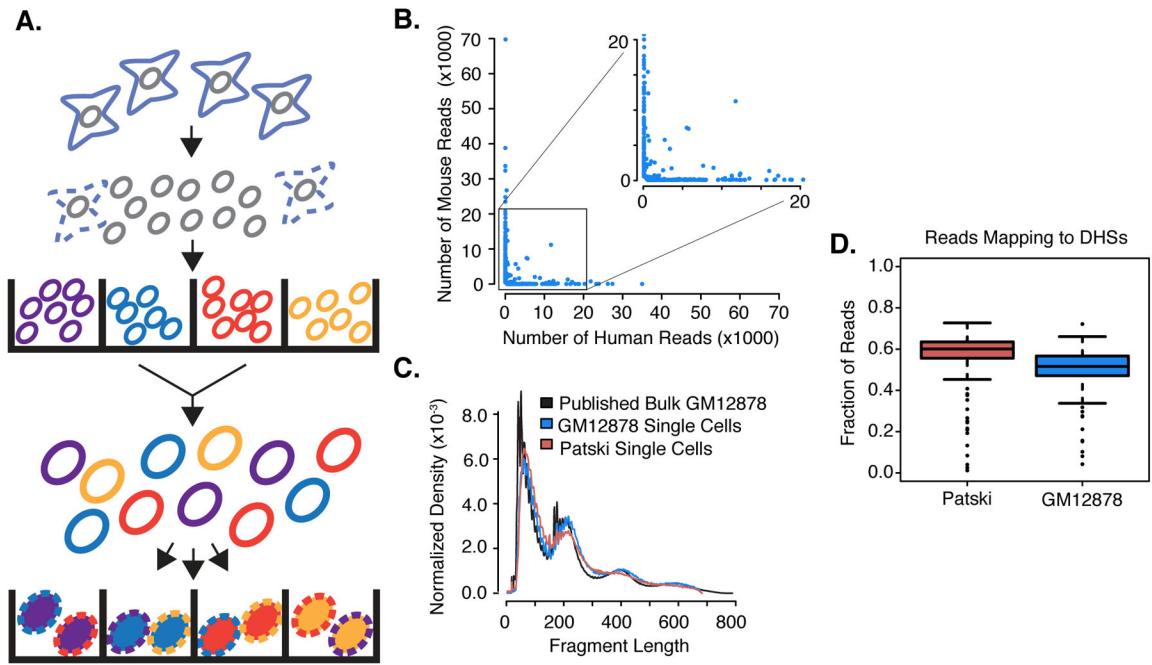 A.
B.
Number of Mouse Reads (x1000)
70
60
50
40
30
20
10
0
0 10 20 30 40 50 60 70
Number of Human Reads (x1000)
20
0
0 20
C.
Normalized Density (x10⁻³)
8.0
6.0
4.0
2.0
0.0
Published Bulk GM12878
GM12878 Single Cells
Patski Single Cells
0 200 400 600 800
Fragment Length
D.
Reads Mapping to DHSs
Fraction of Reads
1.0
0.8
0.6
0.4
0.2
0.0
Patski GM12878